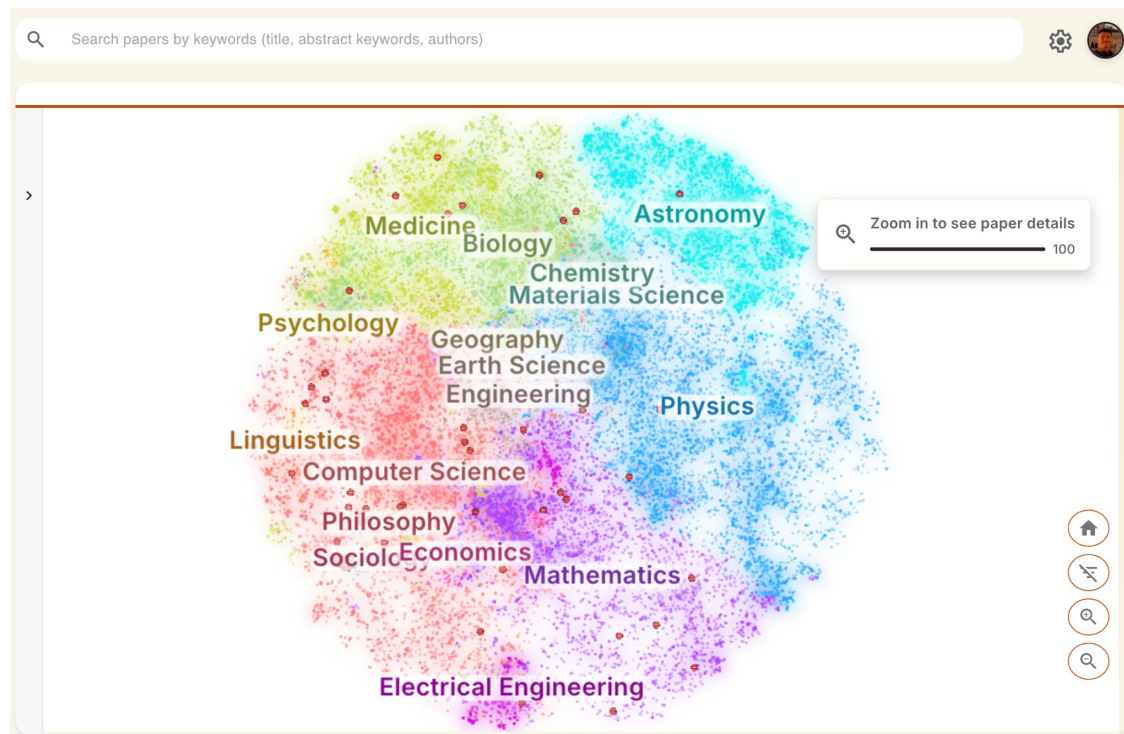 Search papers by keywords (title, abstract keywords, authors)
Astronomy
Medicine
Zoom in to see paper details
Biology
100
Chemistry
Materials Science
Psychology
Geography
Earth Science
Engineering
Physics
Linguistics
Computer Science
Philosophy
Economics
Mathematics
Electrical Engineering